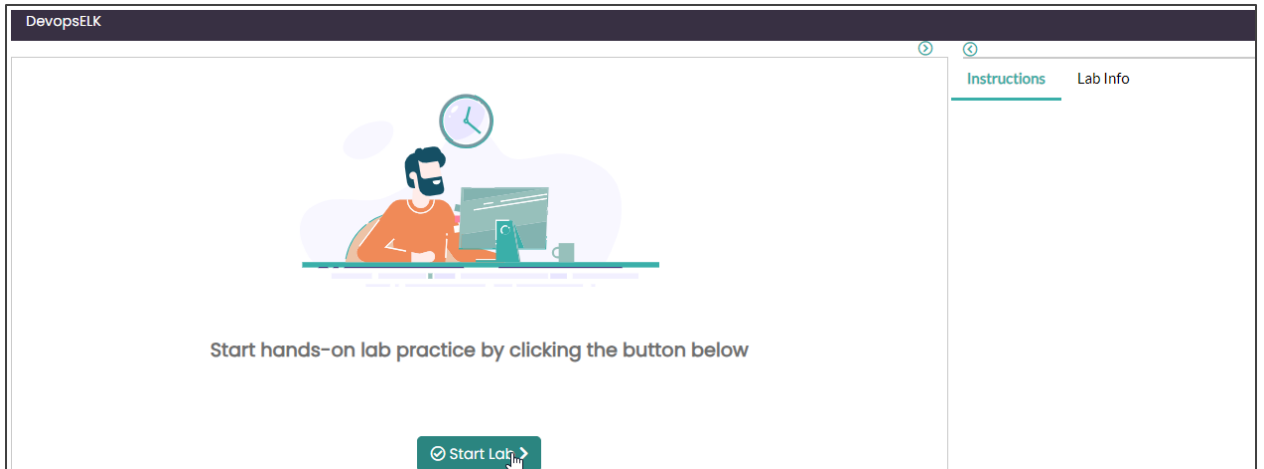 DevopsELK
Instructions Lab Info
Start hands-on lab practice by clicking the button below
Start Lab